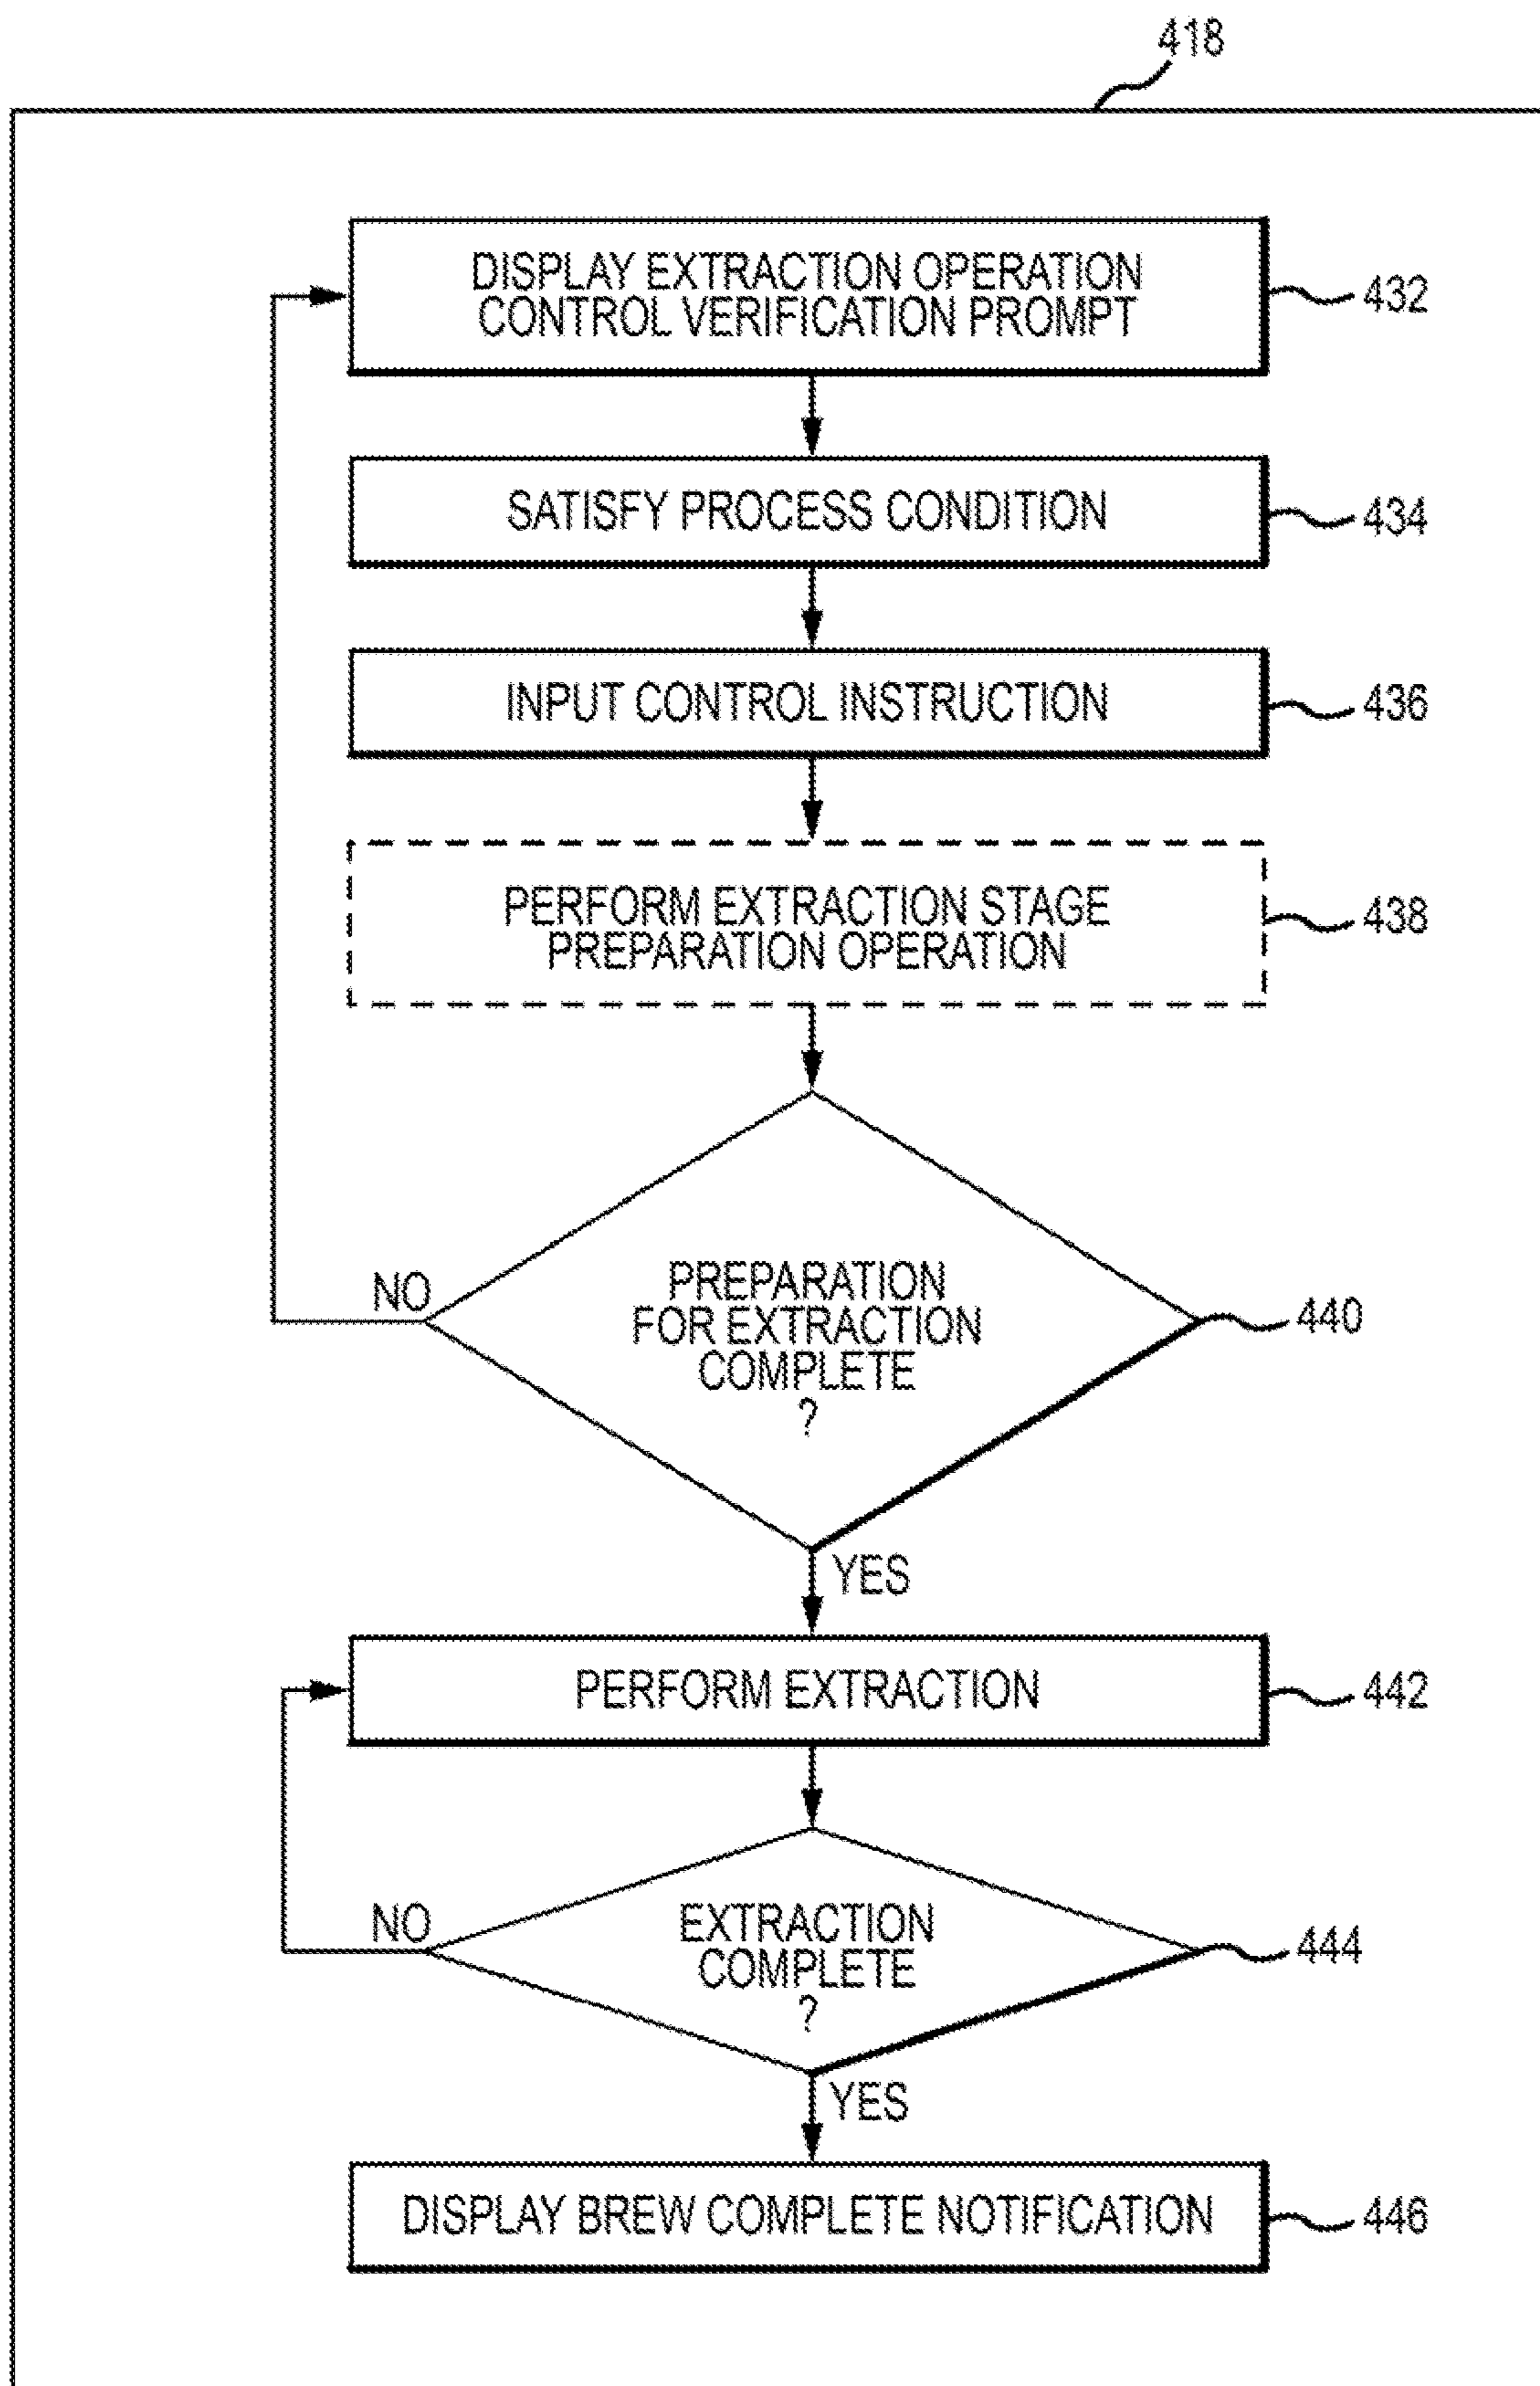 418
DISPLAY EXTRACTION OPERATION
CONTROL VERIFICATION PROMPT
432
SATISFY PROCESS CONDITION
434
INPUT CONTROL INSTRUCTION
436
PERFORM EXTRACTION STAGE
PREPARATION OPERATION
438
NO
PREPARATION
FOR EXTRACTION
COMPLETE
?
440
YES
PERFORM EXTRACTION
442
NO
EXTRACTION
COMPLETE
?
444
YES
DISPLAY BREW COMPLETE NOTIFICATION
446